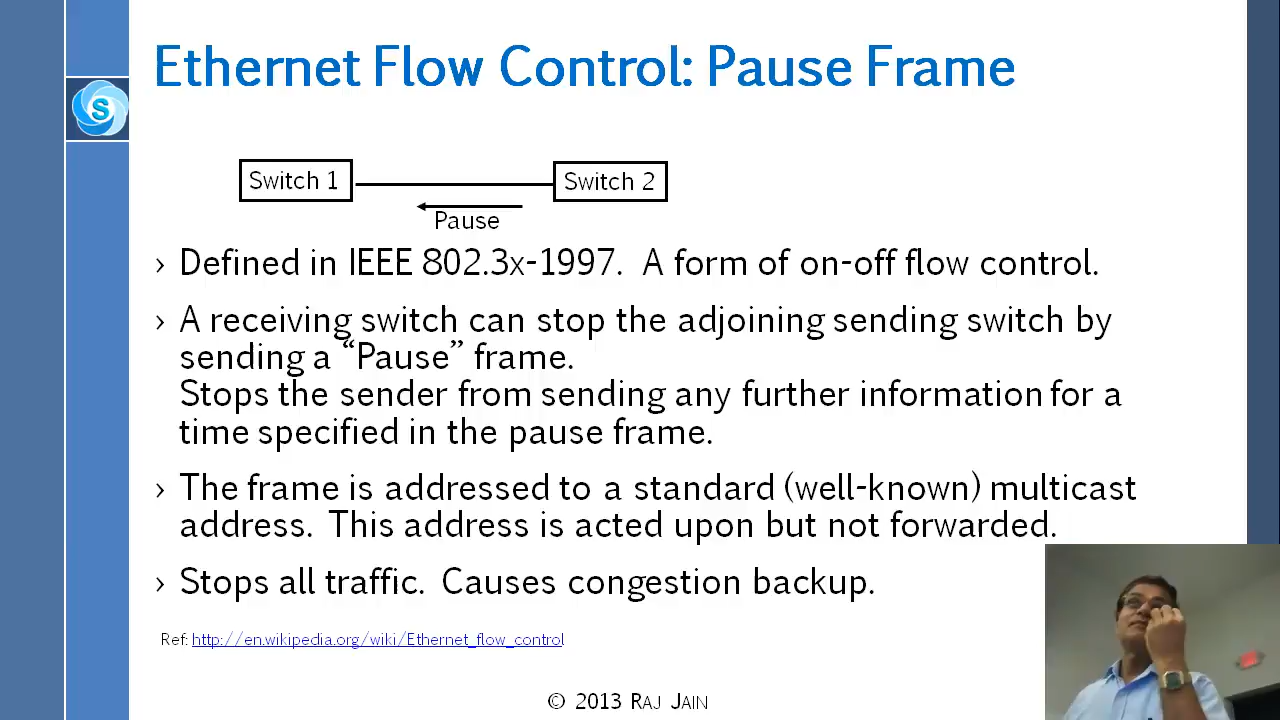 Ethernet Flow Control: Pause Frame
S
Switch 1
Switch 2
Pause
› Defined in IEEE 802.3x-1997.  A form of on-off flow control.
› A receiving switch can stop the adjoining sending switch by
sending a “Pause” frame.
Stops the sender from sending any further information for a
time specified in the pause frame.
› The frame is addressed to a standard (well-known) multicast
address.  This address is acted upon but not forwarded.
› Stops all traffic.  Causes congestion backup.
Ref: http://en.wikipedia.org/wiki/Ethernet_flow_control
© 2013 RAJ JAIN